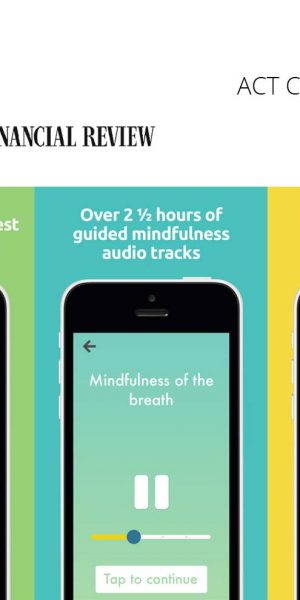 ACT C
NANCIAL REVIEW
est
Over 2 ½ hours of
guided mindfulness
audio tracks
Mindfulness of the
breath
Tap to continue